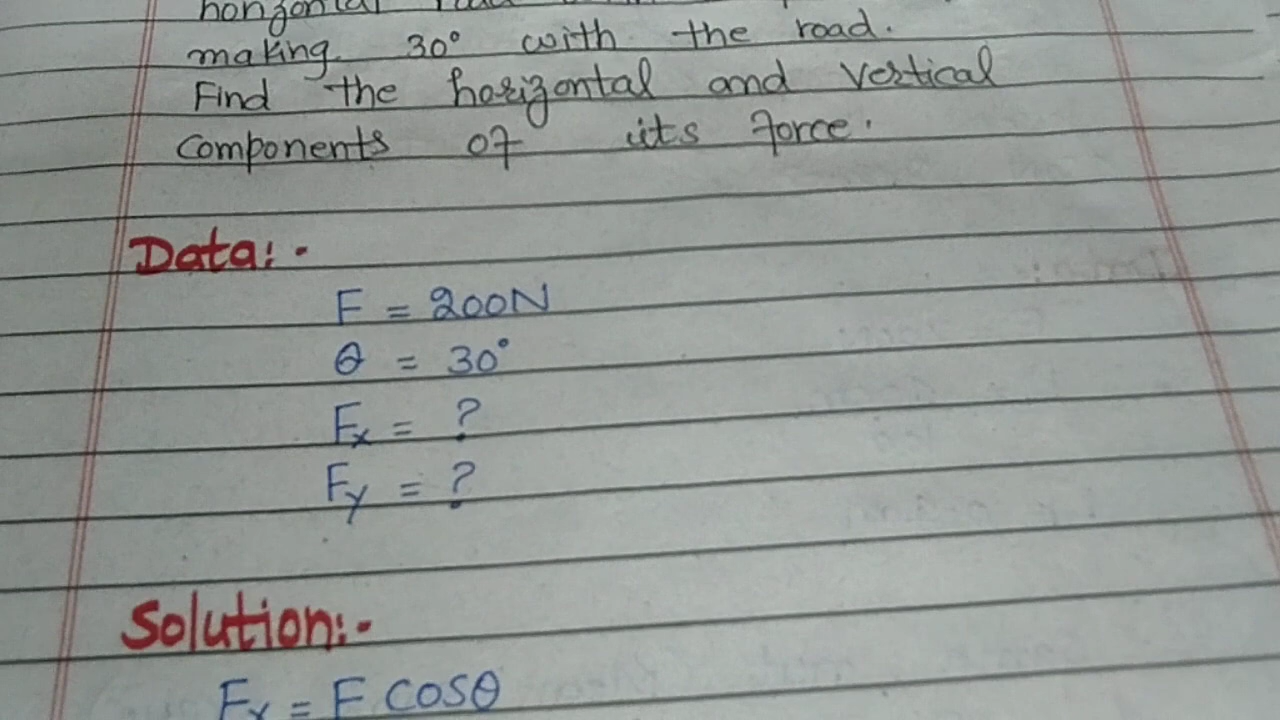 horizontal
making 30° with the road.
Find the horizontal and vertical
components of its force.
Data:-
F = 200N
θ = 30°
Fx = ?
Fy = ?
Solution:-
Fx = F cosθ